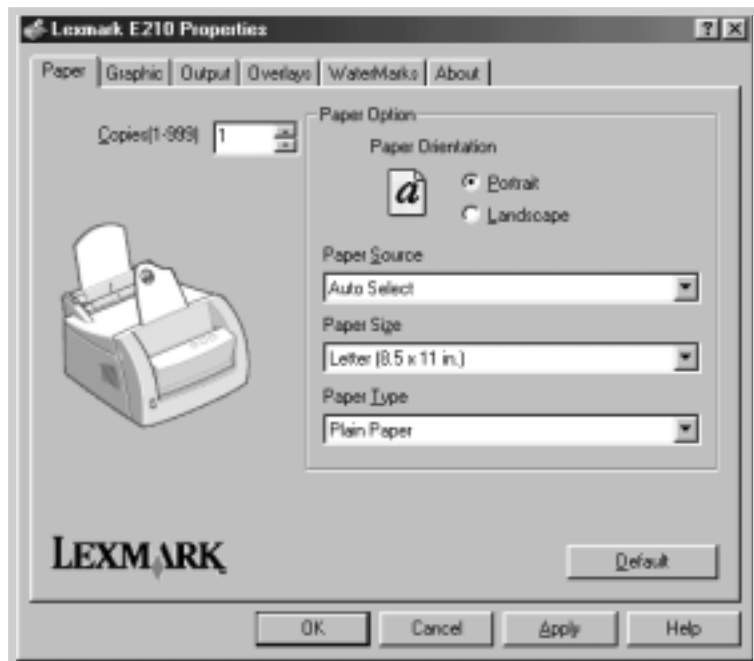 Lexmark E210 Properties
Paper Graphic Output Overlays WaterMarks About
Copies(1-999) 1
Paper Option
Paper Orientation
a
Portrait
Landscape
Paper Source
Auto Select
Paper Size
Letter (8.5 x 11 in.)
Paper Type
Plain Paper
LEXMARK
Default
OK Cancel Apply Help